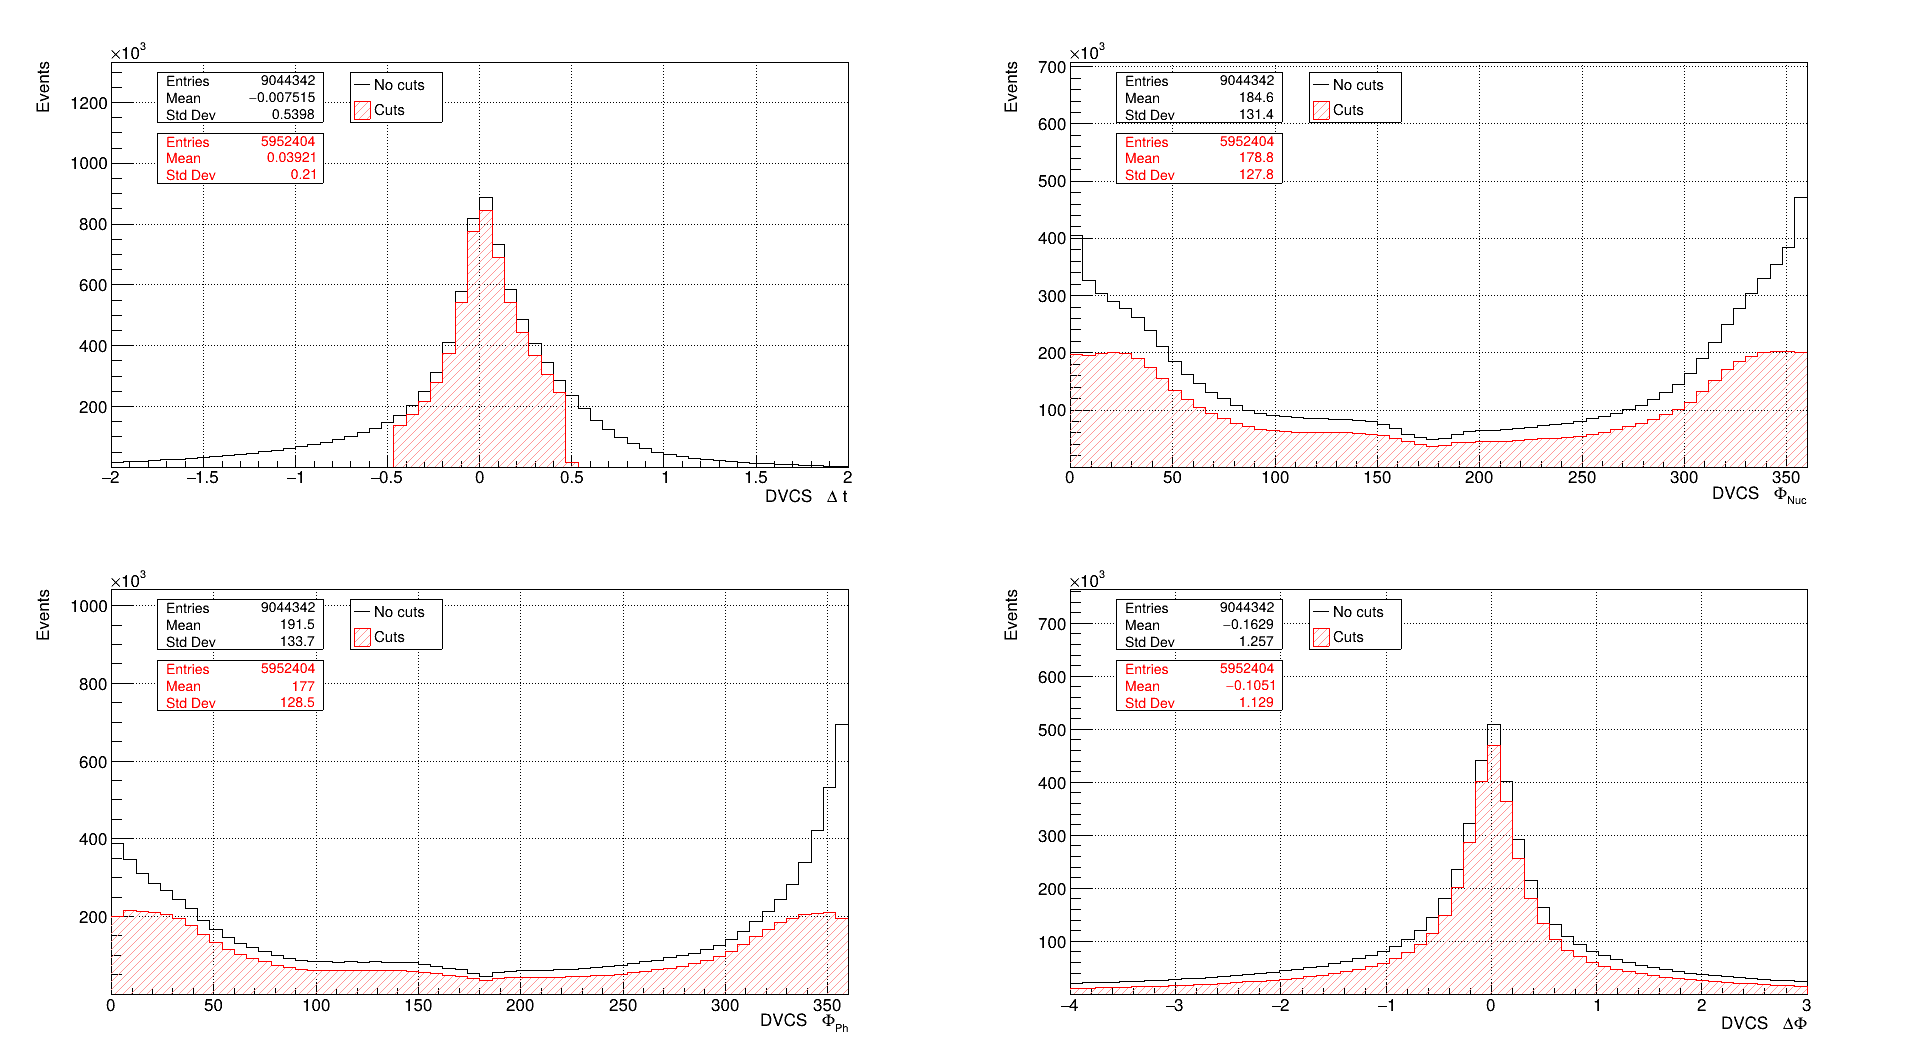 ×10³
Events
Entries 9044342
Mean −0.007515
Std Dev 0.5398
Entries 5952404
Mean 0.03921
Std Dev 0.21
No cuts
Cuts
1200
1000
800
600
400
200
−2 −1.5 −1 −0.5 0 0.5 1 1.5 2
DVCS Δ t
×10³
Events
Entries 9044342
Mean 184.6
Std Dev 131.4
Entries 5952404
Mean 178.8
Std Dev 127.8
No cuts
Cuts
700
600
500
400
300
200
100
0 50 100 150 200 250 300 350
DVCS Φ_Nuc
×10³
Events
Entries 9044342
Mean 191.5
Std Dev 133.7
Entries 5952404
Mean 177
Std Dev 128.5
No cuts
Cuts
1000
800
600
400
200
0 50 100 150 200 250 300 350
DVCS Φ_Ph
×10³
Events
Entries 9044342
Mean −0.1629
Std Dev 1.257
Entries 5952404
Mean −0.1051
Std Dev 1.129
No cuts
Cuts
700
600
500
400
300
200
100
−4 −3 −2 −1 0 1 2 3
DVCS ΔΦ